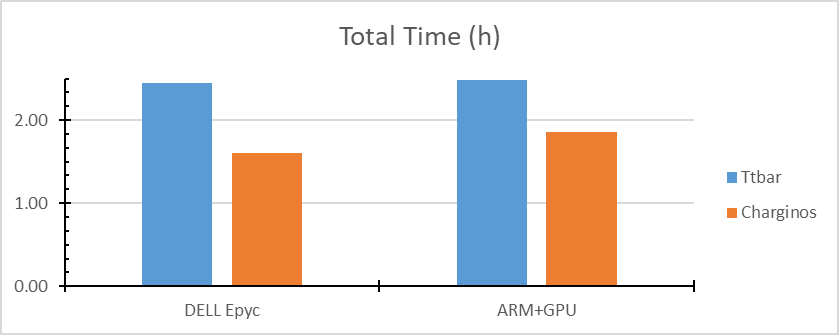 Total Time (h)
2.00
1.00
0.00
DELL Epyc
ARM+GPU
Ttbar
Charginos